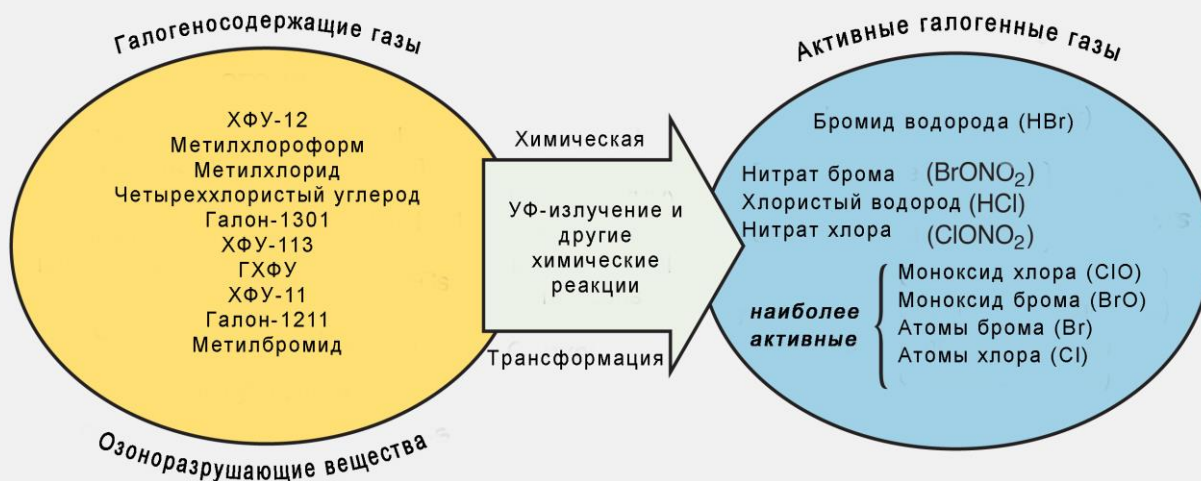 Галогеносодержащие газы
ХФУ-12
Метилхлороформ
Метилхлорид
Четыреххлористый углерод
Галон-1301
ХФУ-113
ГХФУ
ХФУ-11
Галон-1211
Метилбромид
Озоноразрушающие вещества
Химическая
УФ-излучение и
другие
химические
реакции
Трансформация
Активные галогенные газы
Бромид водорода (HBr)
Нитрат брома (BrONO₂)
Хлористый водород (HCl)
Нитрат хлора (ClONO₂)
наиболее
активные
Моноксид хлора (ClO)
Моноксид брома (BrO)
Атомы брома (Br)
Атомы хлора (Cl)